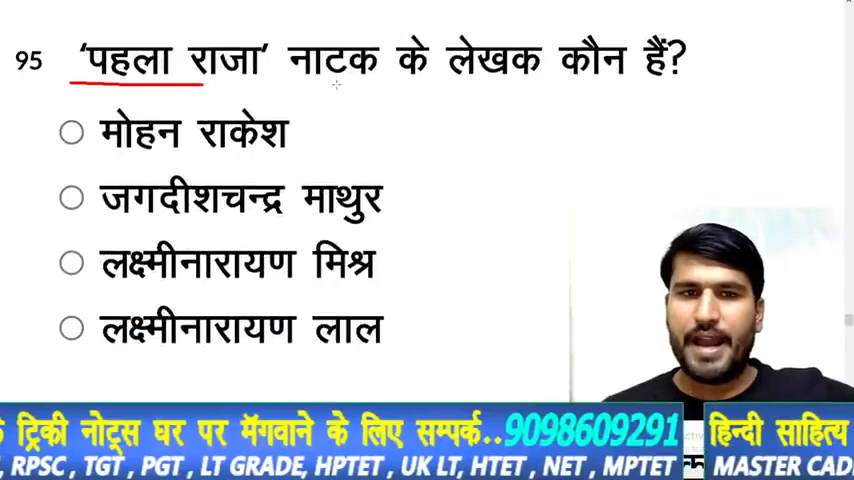 95 ‘पहला राजा’ नाटक के लेखक कौन हैं?
मोहन राकेश
जगदीशचन्द्र माथुर
लक्ष्मीनारायण मिश्र
लक्ष्मीनारायण लाल
ट्रिकी नोट्स घर पर मँगवाने के लिए सम्पर्क..9098609291 हिन्दी साहित्य
, RPSC , TGT , PGT , LT GRADE, HPTET , UK LT, HTET , NET , MPTET MASTER CAD